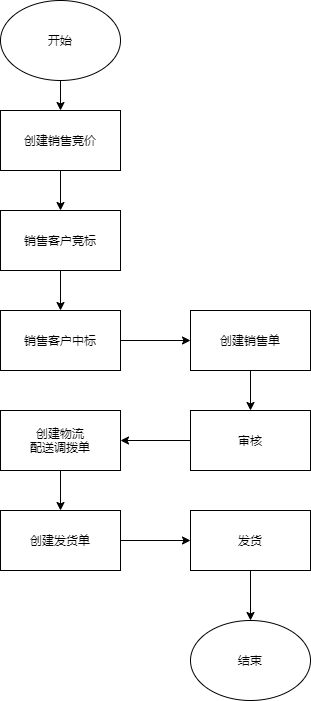 开始
创建销售竞价
销售客户竞标
销售客户中标
创建销售单
审核
创建物流
配送调拨单
创建发货单
发货
结束